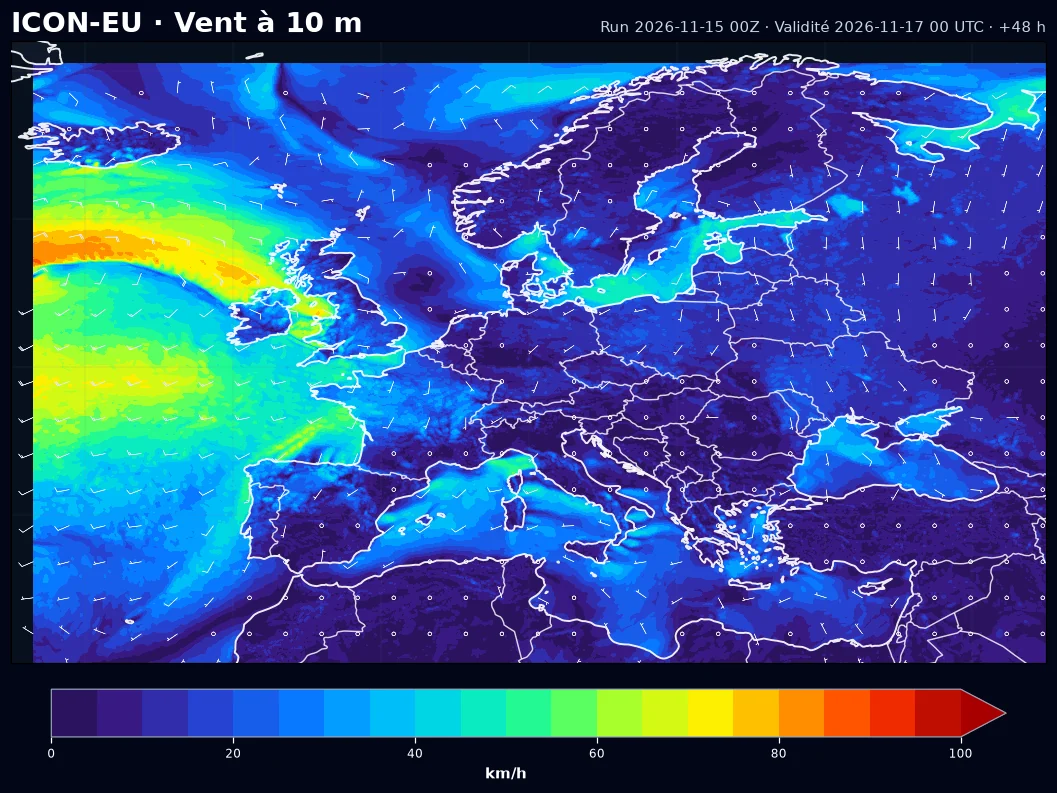 ICON-EU · Vent à 10 m
Run 2026-11-15 00Z · Validité 2026-11-17 00 UTC · +48 h
0 20 40 60 80 100
km/h